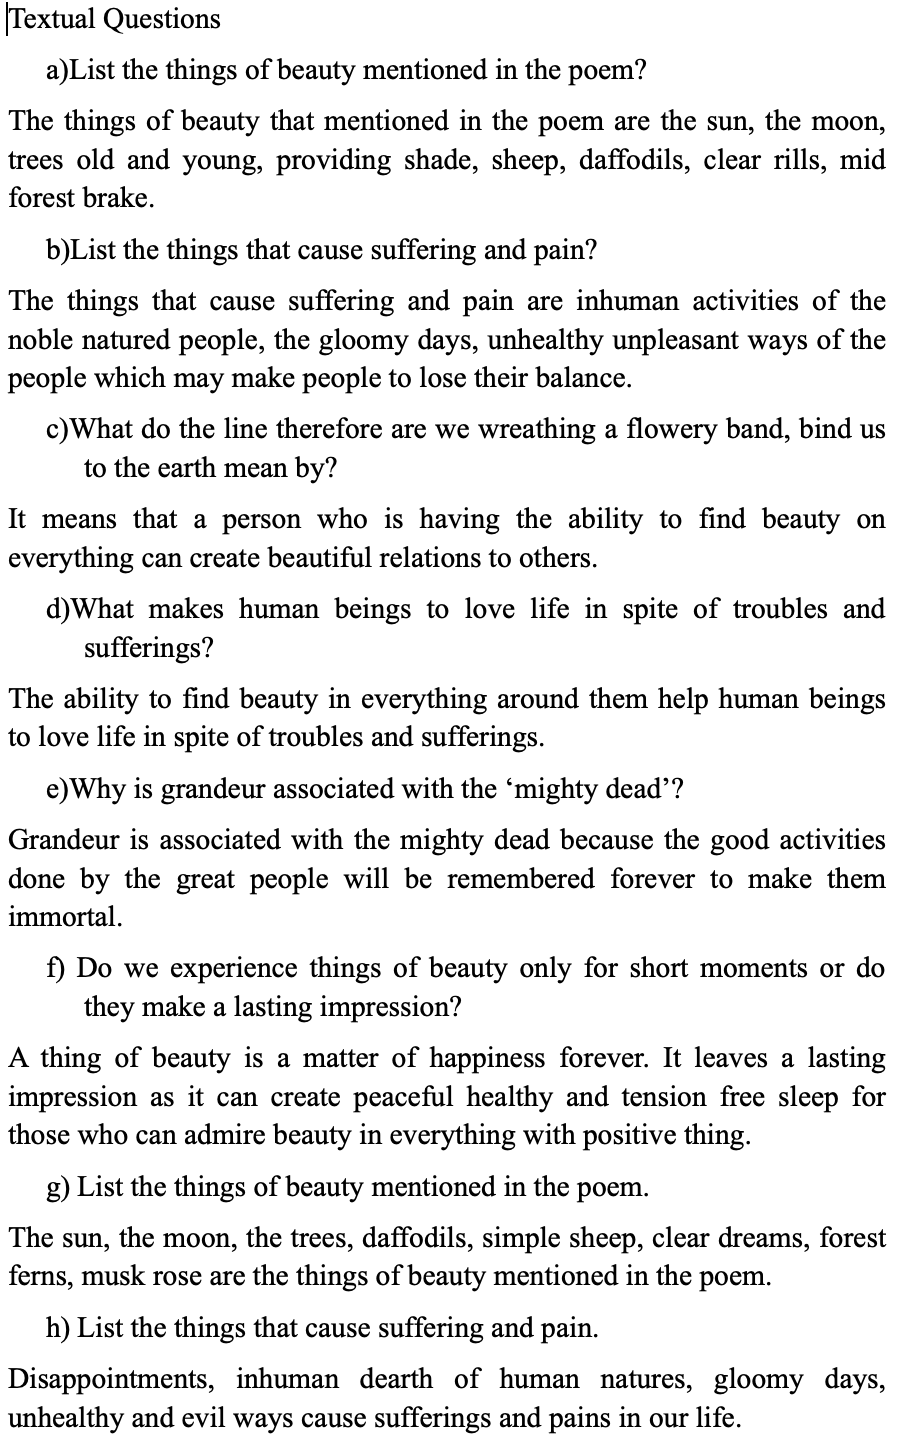 Textual Questions
a)List the things of beauty mentioned in the poem?
The things of beauty that mentioned in the poem are the sun, the moon,
trees old and young, providing shade, sheep, daffodils, clear rills, mid
forest brake.
b)List the things that cause suffering and pain?
The things that cause suffering and pain are inhuman activities of the
noble natured people, the gloomy days, unhealthy unpleasant ways of the
people which may make people to lose their balance.
c)What do the line therefore are we wreathing a flowery band, bind us
to the earth mean by?
It means that a person who is having the ability to find beauty on
everything can create beautiful relations to others.
d)What makes human beings to love life in spite of troubles and
sufferings?
The ability to find beauty in everything around them help human beings
to love life in spite of troubles and sufferings.
e)Why is grandeur associated with the ‘mighty dead’?
Grandeur is associated with the mighty dead because the good activities
done by the great people will be remembered forever to make them
immortal.
f) Do we experience things of beauty only for short moments or do
they make a lasting impression?
A thing of beauty is a matter of happiness forever. It leaves a lasting
impression as it can create peaceful healthy and tension free sleep for
those who can admire beauty in everything with positive thing.
g) List the things of beauty mentioned in the poem.
The sun, the moon, the trees, daffodils, simple sheep, clear dreams, forest
ferns, musk rose are the things of beauty mentioned in the poem.
h) List the things that cause suffering and pain.
Disappointments, inhuman dearth of human natures, gloomy days,
unhealthy and evil ways cause sufferings and pains in our life.